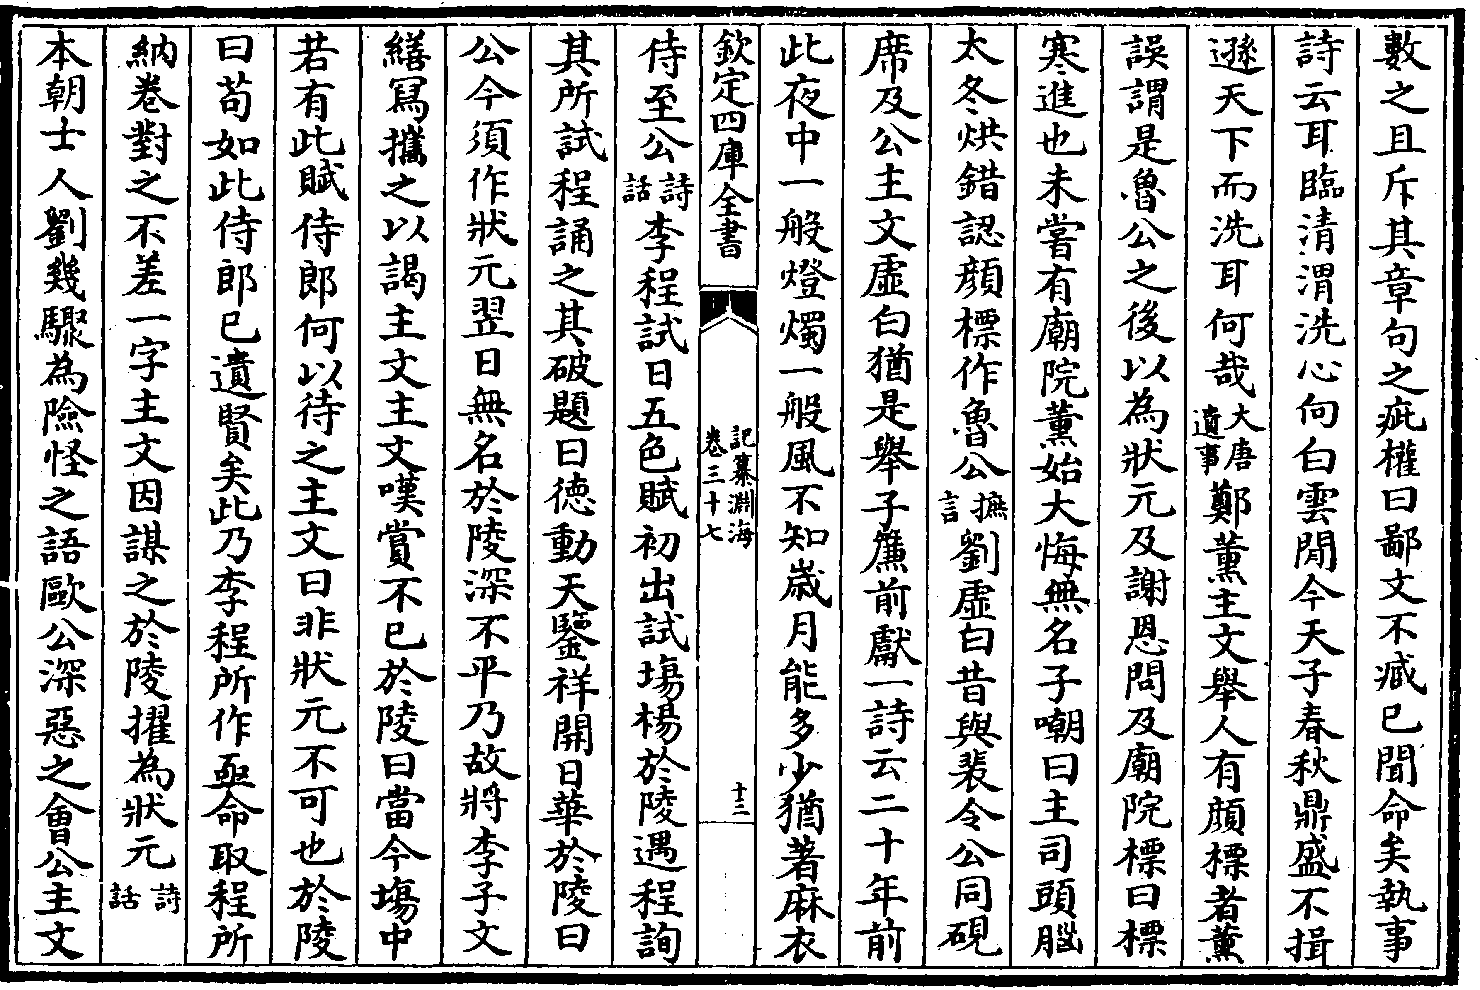 數之且斥其章句之疵權曰鄙文不臧已聞命矣執事
詩云耳臨清渭洗心向白雲閒今天子春秋鼎盛不揖
遜天下而洗耳何哉大唐遺事鄭薰主文舉人有顔標者薰
誤謂是魯公之後以為狀元及謝恩問及廟院標曰標
寒進也未嘗有廟院薰始大悔無名子嘲曰主司頭腦
太冬烘錯認顔標作魯公摭言劉虛白昔與裴令公同硯
席及公主文虛白猶是舉子簾前獻一詩云二十年前
此夜中一般燈燭一般風不知歲月能多少猶著麻衣
欽定四庫全書
記纂淵海
卷三十七
十三
侍至公詩話李程試日五色賦初出試塲楊於陵遇程詢
其所試程誦之其破題曰德動天鑒祥開日華於陵曰
公今須作狀元翌日無名於陵深不平乃故將李子文
繕冩攜之以謁主文主文嘆賞不已於陵曰當今塲中
若有此賦侍郎何以待之主文曰非狀元不可也於陵
曰苟如此侍郎已遺賢矣此乃李程所作亟命取程所
納卷對之不差一字主文因謀之於陵擢為狀元詩話
本朝士人劉幾驟為險怪之語歐公深惡之會公主文